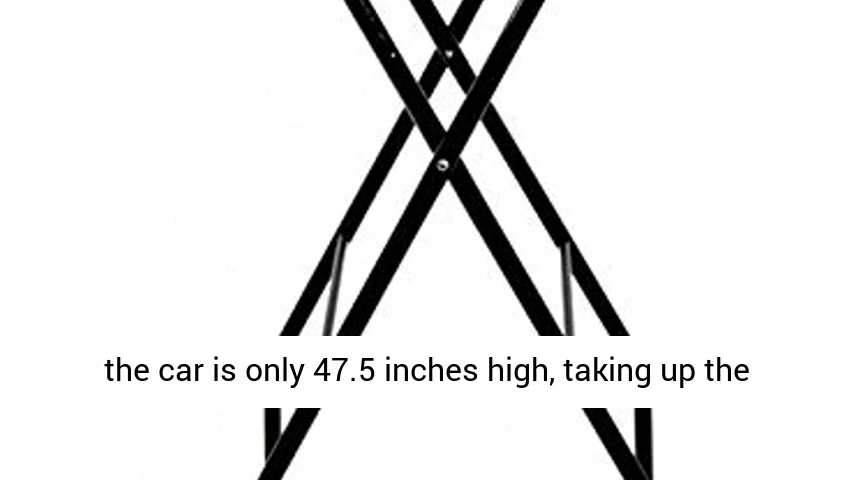 the car is only 47.5 inches high, taking up the